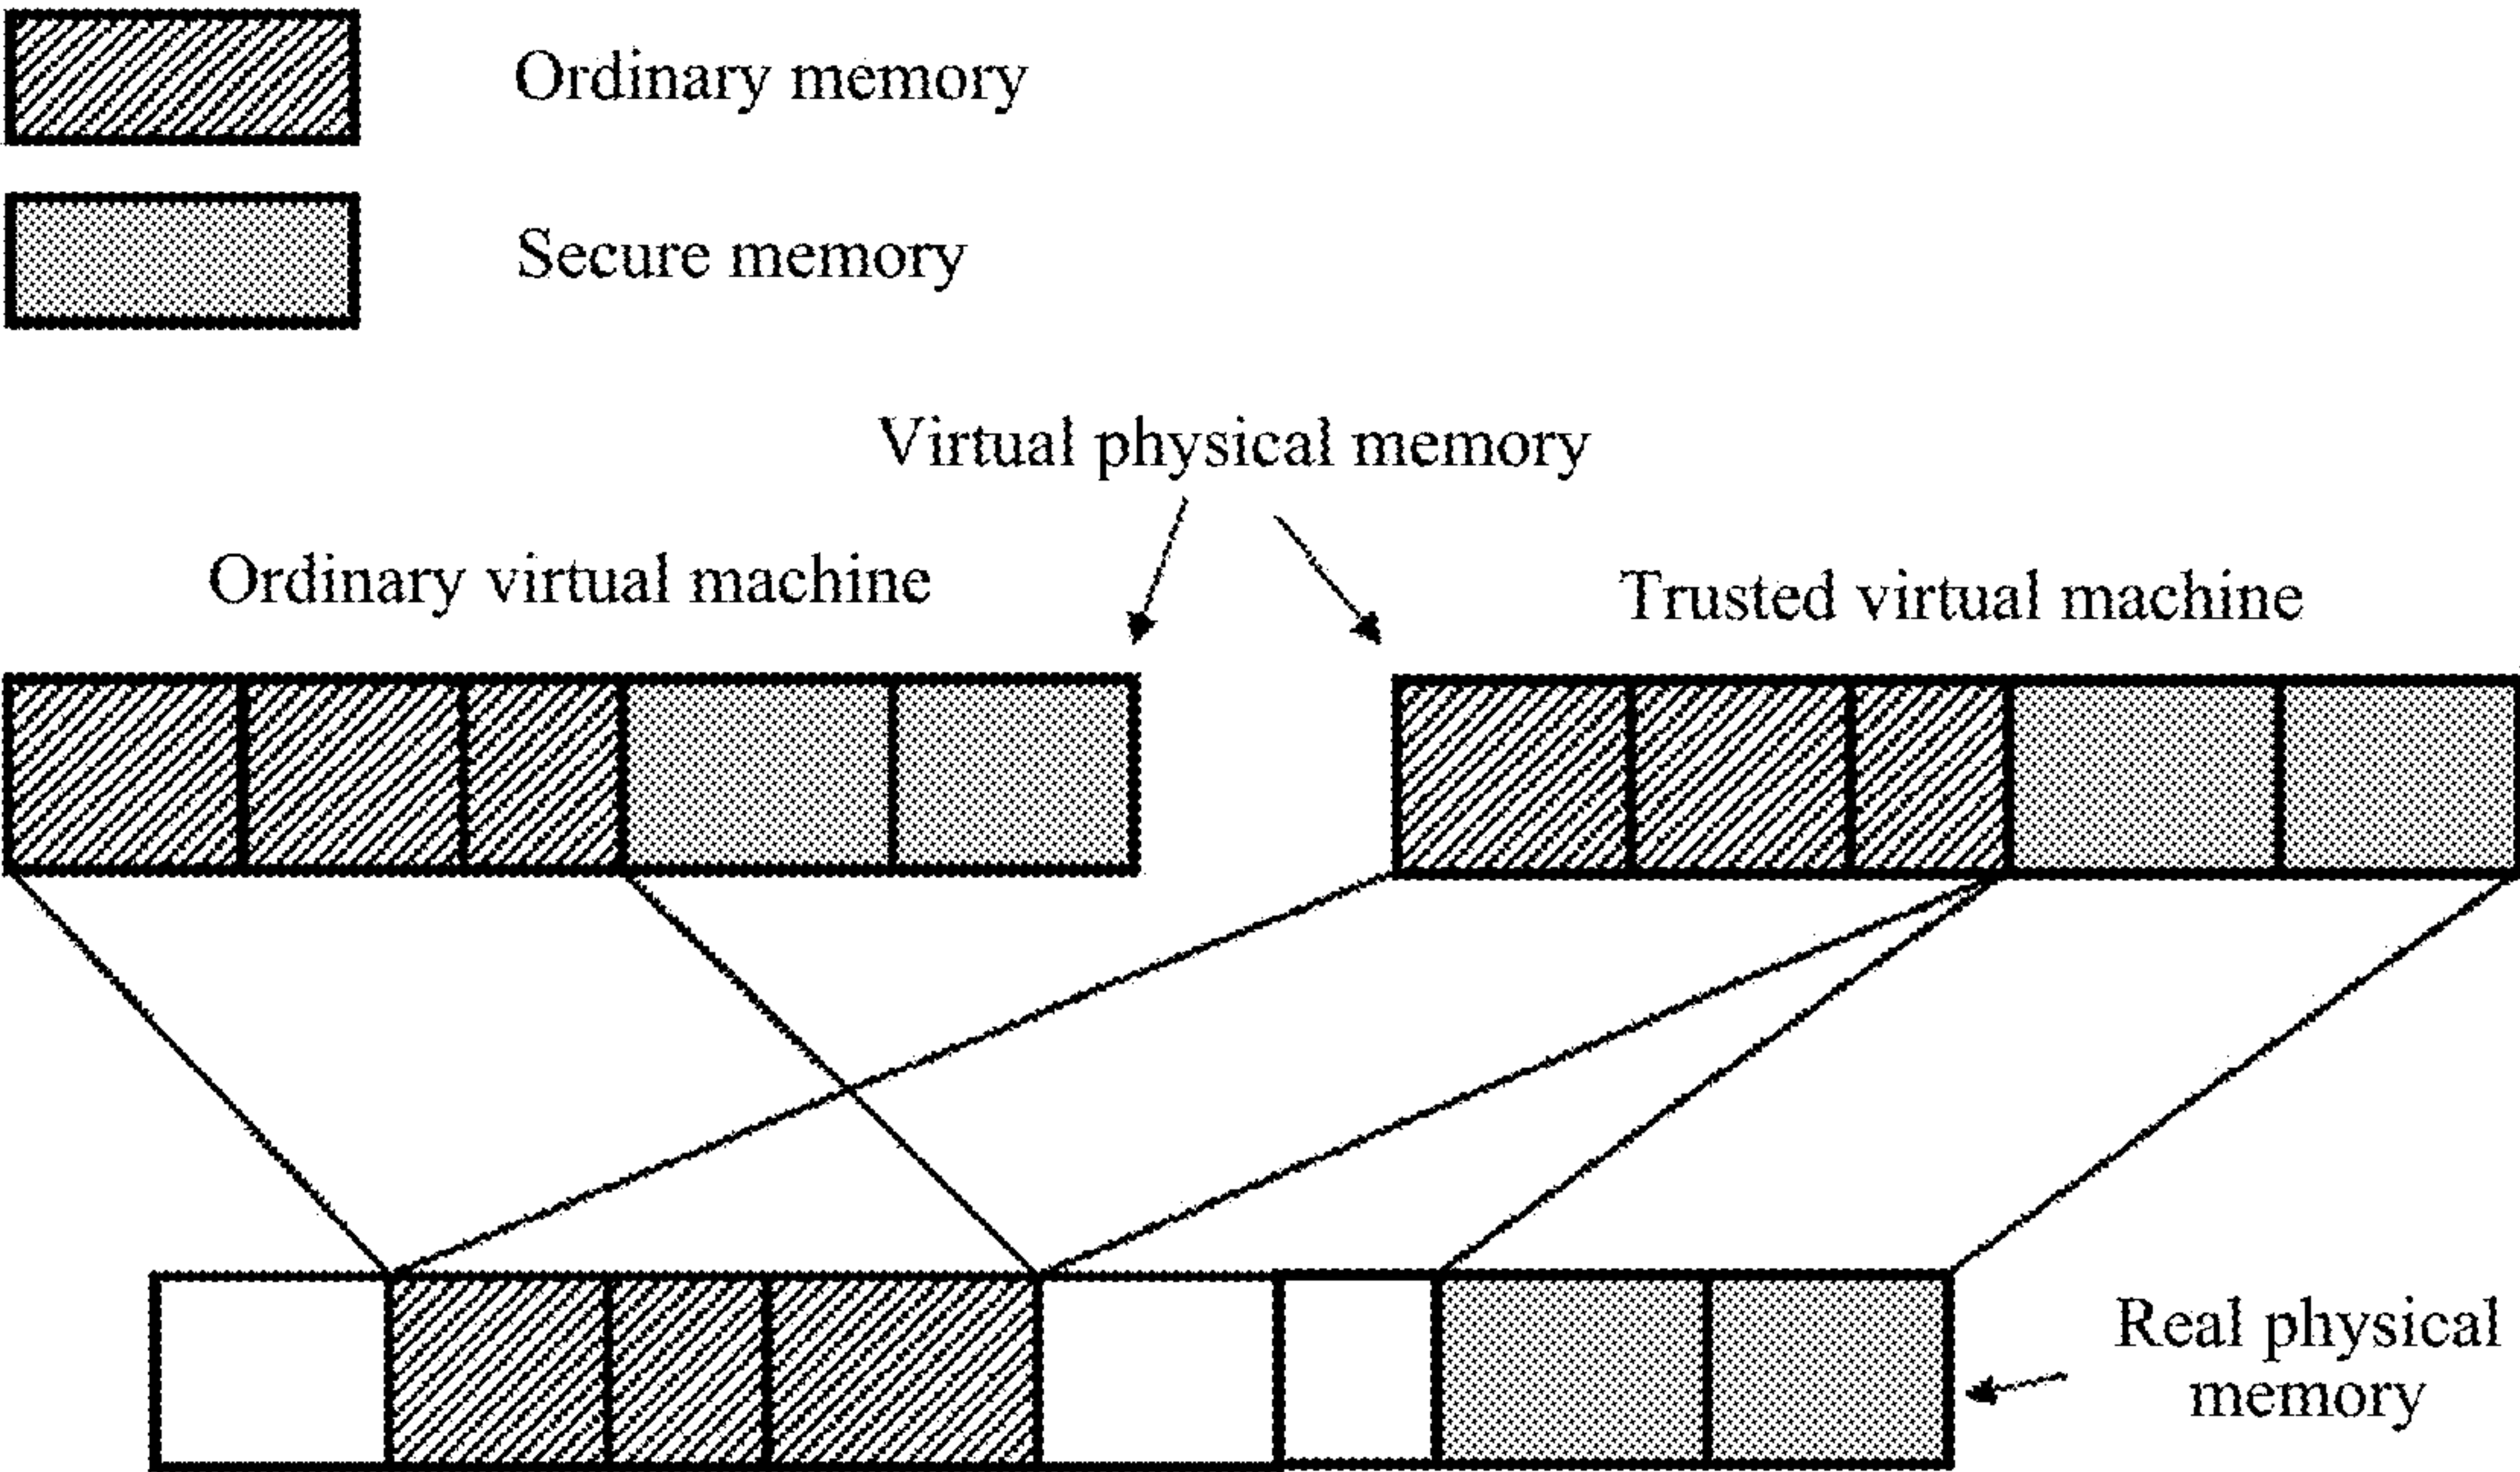 Ordinary memory
Secure memory
Virtual physical memory
Ordinary virtual machine
Trusted virtual machine
Real physical
memory